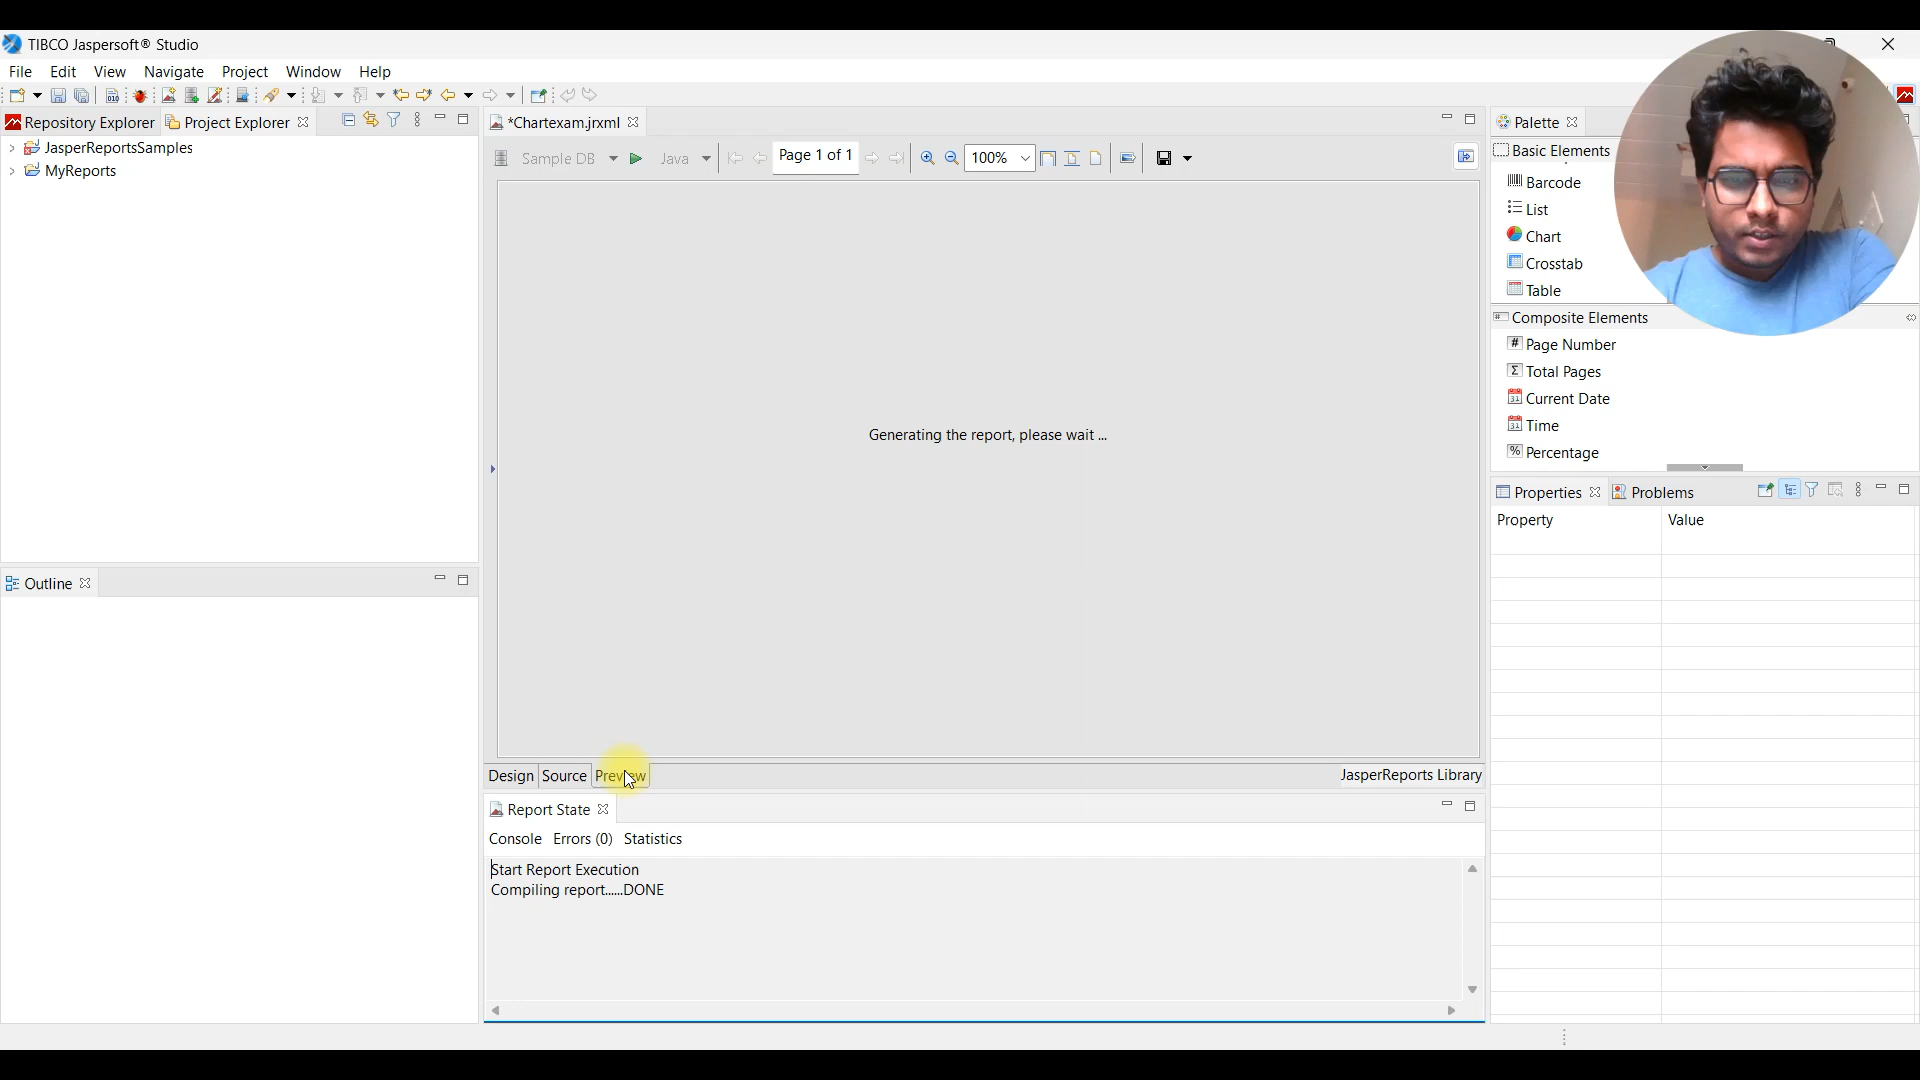 TIBCO Jaspersoft® Studio
File Edit View Navigate Project Window Help
Repository Explorer Project Explorer
JasperReportsSamples
MyReports
Outline
*Chartexam.jrxml
Sample DB Java Page 1 of 1 100%
Generating the report, please wait ...
Design Source Preview JasperReports Library
Report State
Console Errors (0) Statistics
Start Report Execution
Compiling report......DONE
Palette
Basic Elements
Barcode
List
Chart
Crosstab
Table
Composite Elements
# Page Number
Σ Total Pages
31 Current Date
31 Time
% Percentage
Properties Problems
Property Value